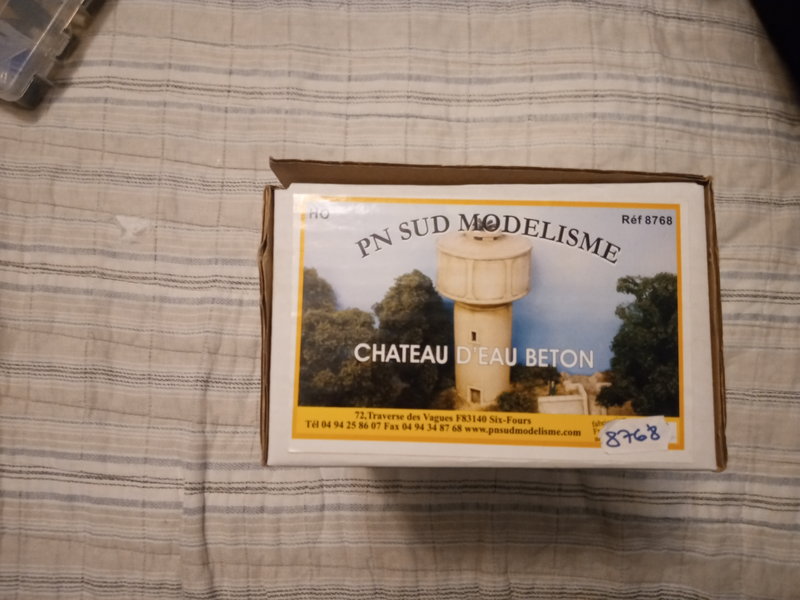 HO
Réf 8768
PN SUD MODELISME
CHATEAU D'EAU BETON
72,Traverse des Vagues F83140 Six-Fours
Tél 04 94 25 86 07 Fax 04 94 34 87 68 www.pnsudmodelisme.com
8768